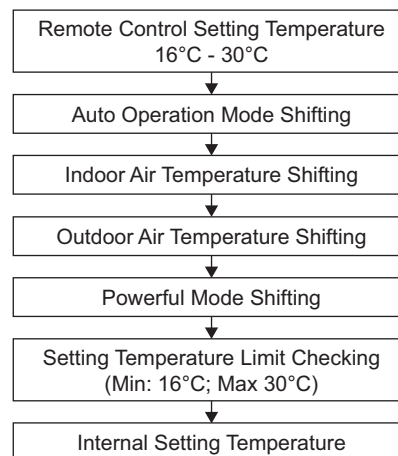 Remote Control Setting Temperature
16°C - 30°C
Auto Operation Mode Shifting
Indoor Air Temperature Shifting
Outdoor Air Temperature Shifting
Powerful Mode Shifting
Setting Temperature Limit Checking
(Min: 16°C; Max 30°C)
Internal Setting Temperature